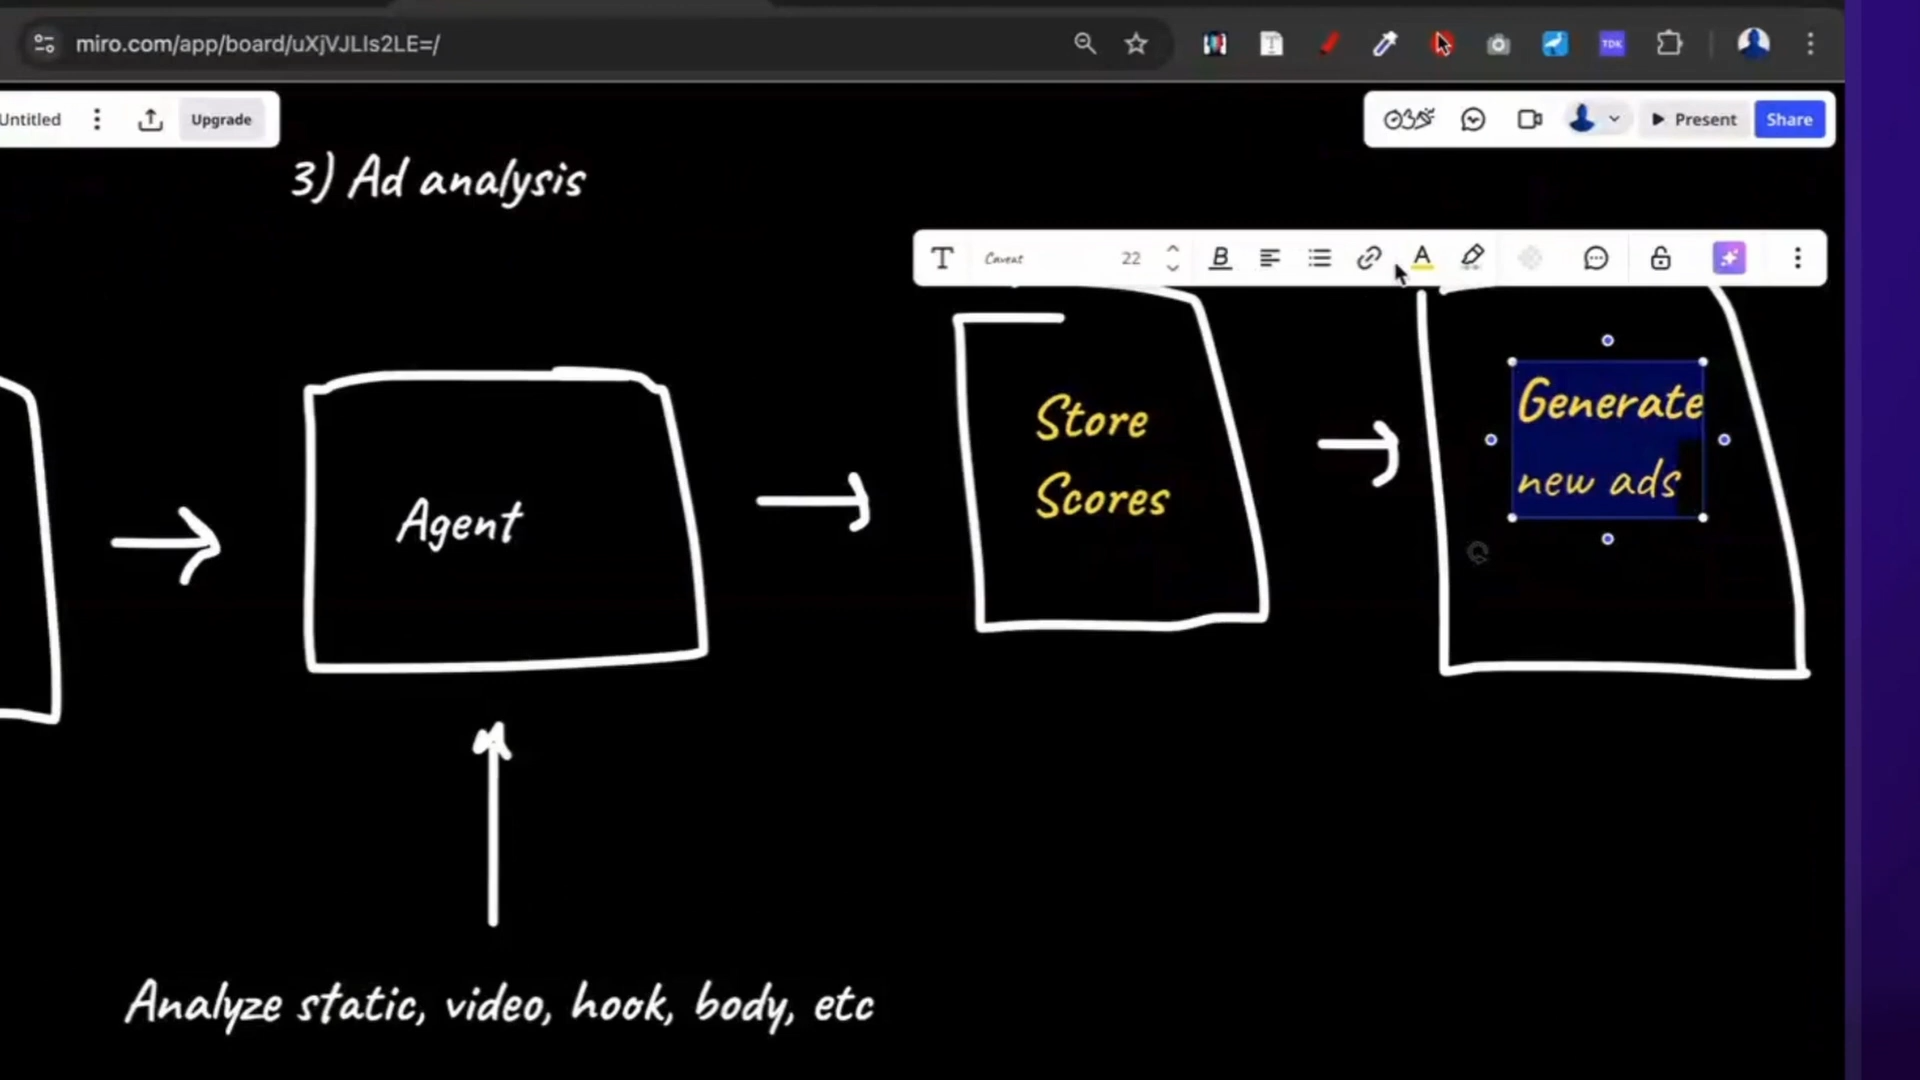 miro.com/app/board/uXjVJLIs2LE=/
TDK
Untitled
Upgrade
Present
Share
3) Ad analysis
Caveat
22
B
A
Store
Scores
Generate
new ads
Agent
Analyze static, video, hook, body, etc